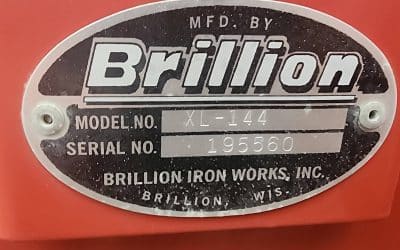 MFD. BY
Brillion
MODEL NO. XL-144
SERIAL NO. 195560
BRILLION IRON WORKS, INC.
BRILLION, WIS.